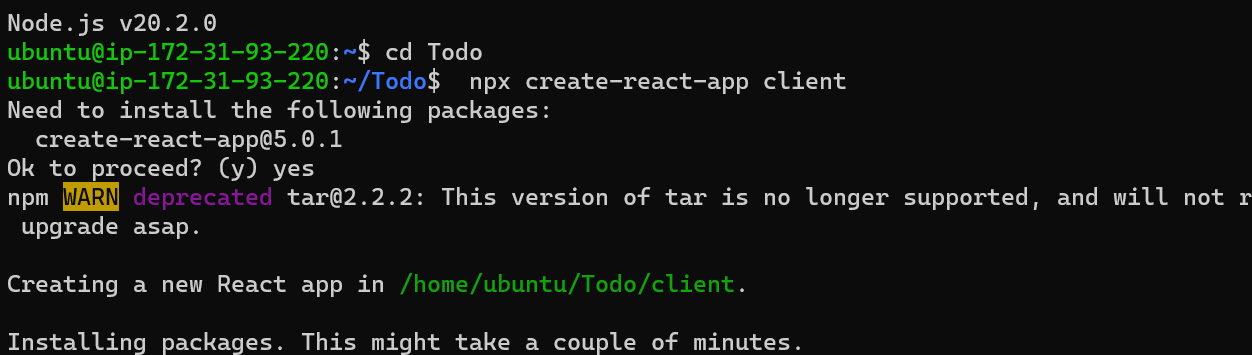 Node.js v20.2.0
ubuntu@ip-172-31-93-220:~$ cd Todo
ubuntu@ip-172-31-93-220:~/Todo$  npx create-react-app client
Need to install the following packages:
  create-react-app@5.0.1
Ok to proceed? (y) yes
npm WARN deprecated tar@2.2.2: This version of tar is no longer supported, and will not r
 upgrade asap.
Creating a new React app in /home/ubuntu/Todo/client.
Installing packages. This might take a couple of minutes.